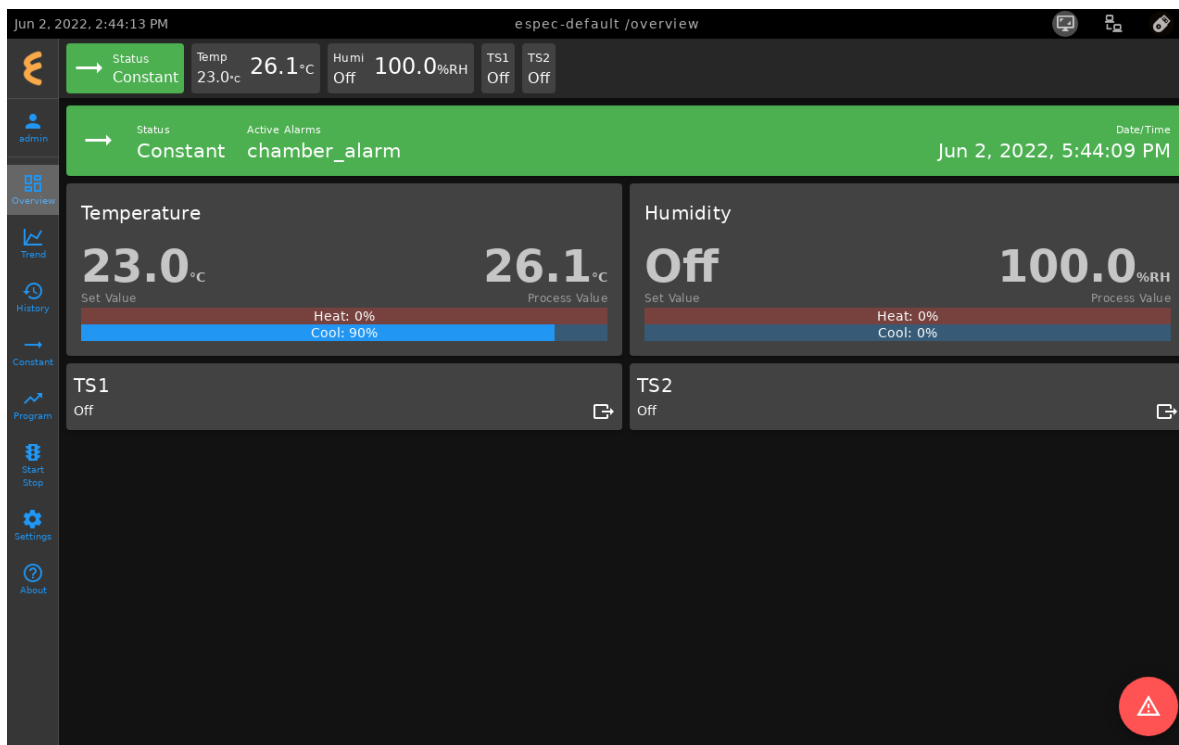 Jun 2, 2022, 2:44:13 PM espec-default /overview
Status Constant
Temp 23.0°C 26.1°C
Humi Off 100.0%RH
TS1 Off
TS2 Off
admin
Overview
Trend
History
Constant
Program
Start
Stop
Settings
About
Status Active Alarms Date/Time
Constant chamber_alarm Jun 2, 2022, 5:44:09 PM
Temperature
23.0°C 26.1°C
Set Value Process Value
Heat: 0%
Cool: 90%
Humidity
Off 100.0%RH
Set Value Process Value
Heat: 0%
Cool: 0%
TS1
Off
TS2
Off